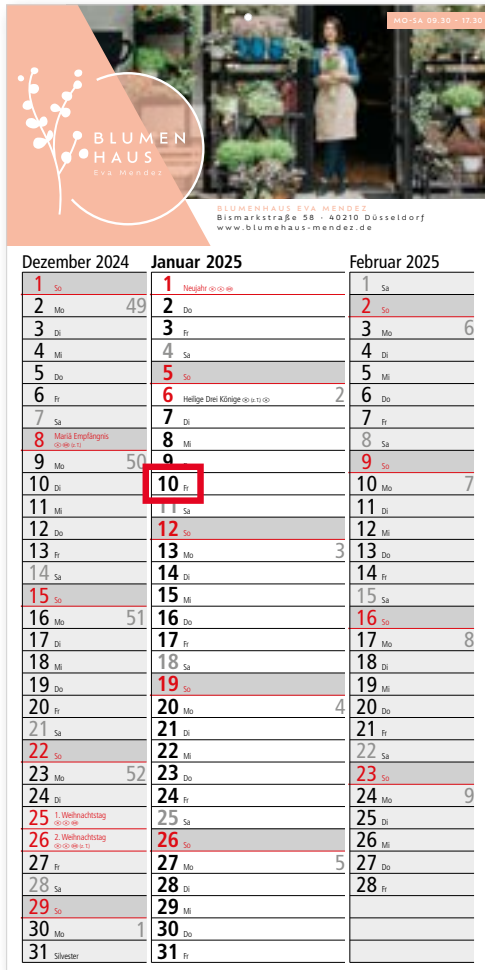 MO-SA 09.30 - 17.30
BLUMEN
HAUS
Eva Mendez
BLUMENHAUS EVA MENDEZ
Bismarkstraße 58 - 40210 Düsseldorf
www.blumehaus-mendez.de
Dezember 2024
1 So
2 Mo 49
3 Di
4 Mi
5 Do
6 Fr
7 Sa
8 Mariä Empfängnis
9 Mo 50
10 Di
11 Mi
12 Do
13 Fr
14 Sa
15 So
16 Mo 51
17 Di
18 Mi
19 Do
20 Fr
21 Sa
22 So
23 Mo 52
24 Di
25 1. Weihnachtstag
26 2. Weihnachtstag
27 Fr
28 Sa
29 So
30 Mo 1
31 Silvester
Januar 2025
1 Neujahr
2 Do
3 Fr
4 Sa
5 So
6 Heilige Drei Könige 2
7 Di
8 Mi
9
10 Fr
11 Sa
12 So
13 Mo 3
14 Di
15 Mi
16 Do
17 Fr
18 Sa
19 So
20 Mo 4
21 Di
22 Mi
23 Do
24 Fr
25 Sa
26 So
27 Mo 5
28 Di
29 Mi
30 Do
31 Fr
Februar 2025
1 Sa
2 So
3 Mo 6
4 Di
5 Mi
6 Do
7 Fr
8 Sa
9 So
10 Mo 7
11 Di
12 Mi
13 Do
14 Fr
15 Sa
16 So
17 Mo 8
18 Di
19 Mi
20 Do
21 Fr
22 Sa
23 So
24 Mo 9
25 Di
26 Mi
27 Do
28 Fr